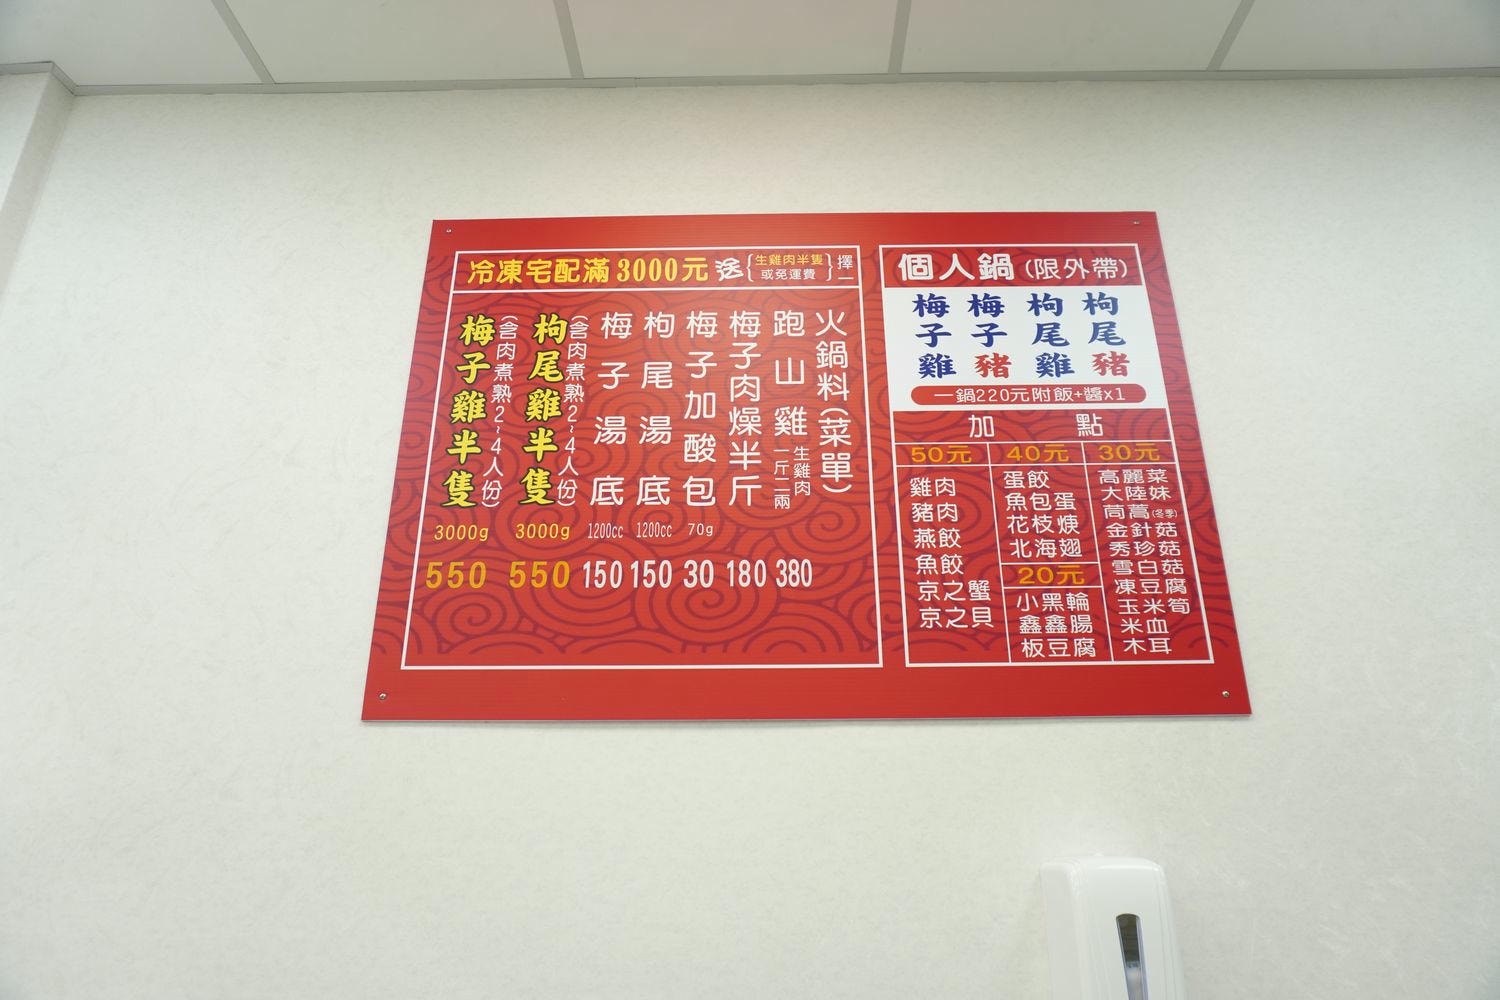 冷凍宅配滿3000元送{生雞肉半隻或免運費}擇一
梅子雞半隻(含肉煮熟2~4人份)
3000g
550
枸尾雞半隻(含肉煮熟2~4人份)
3000g
550
梅子湯底
1200cc
150
枸尾湯底
1200cc
150
梅子加酸包
70g
30
梅子肉燥半斤
180
跑山雞
生雞肉
一斤二兩
380
火鍋料(菜單)
個人鍋(限外帶)
梅子雞
梅子豬
枸尾雞
枸尾豬
一鍋220元附飯+醬x1
加點
50元
雞肉
豬肉
燕餃
魚餃
京之蟹
京之貝
40元
蛋餃
魚包蛋
花枝焿
北海翅
20元
小黑輪
鑫鑫腸
板豆腐
30元
高麗菜
大陸妹
茼蒿(冬季)
金針菇
秀珍菇
雪白菇
凍豆腐
玉米筍
米血
木耳